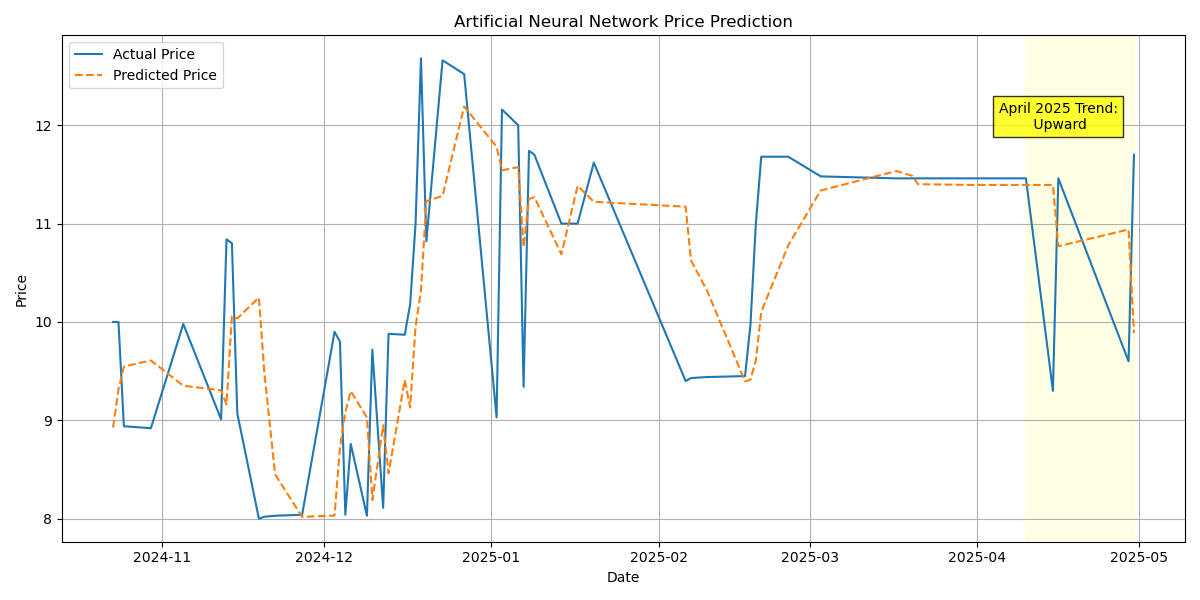 Artificial Neural Network Price Prediction
Actual Price
Predicted Price
April 2025 Trend:
Upward
Price
12
11
10
9
8
2024-11
2024-12
2025-01
2025-02
2025-03
2025-04
2025-05
Date